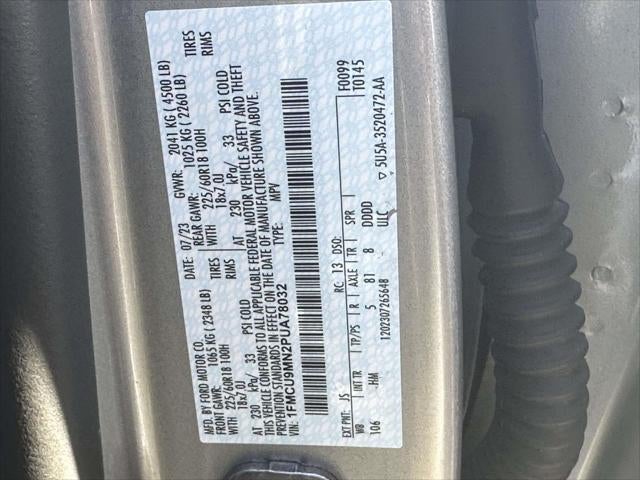 MFD. BY FORD MOTOR CO.
DATE: 07/23 GVWR: 2041 KG ( 4500 LB)
FRONT GAWR: 1065 KG ( 2348 LB) REAR GAWR: 1025 KG ( 2260 LB)
WITH 225/60R18 100H TIRES WITH 225/60R18 100H TIRES
18x7.0J RIMS 18x7.0J RIMS
AT 230 kPa/ 33 PSI COLD AT 230 kPa/ 33 PSI COLD
THIS VEHICLE CONFORMS TO ALL APPLICABLE FEDERAL MOTOR VEHICLE SAFETY AND THEFT
PREVENTION STANDARDS IN EFFECT ON THE DATE OF MANUFACTURE SHOWN ABOVE.
VIN: 1FMCU9MN2PUA78032 TYPE: MPV
F0099
T0145
EXT PNT: JS RC: 13 DSO:
WB INT TR TP/PS R AXLE TR SPR
106 .HM 5 81 8 DDDD
1202307265648 ULC ▽ 5U5A-3520472-AA